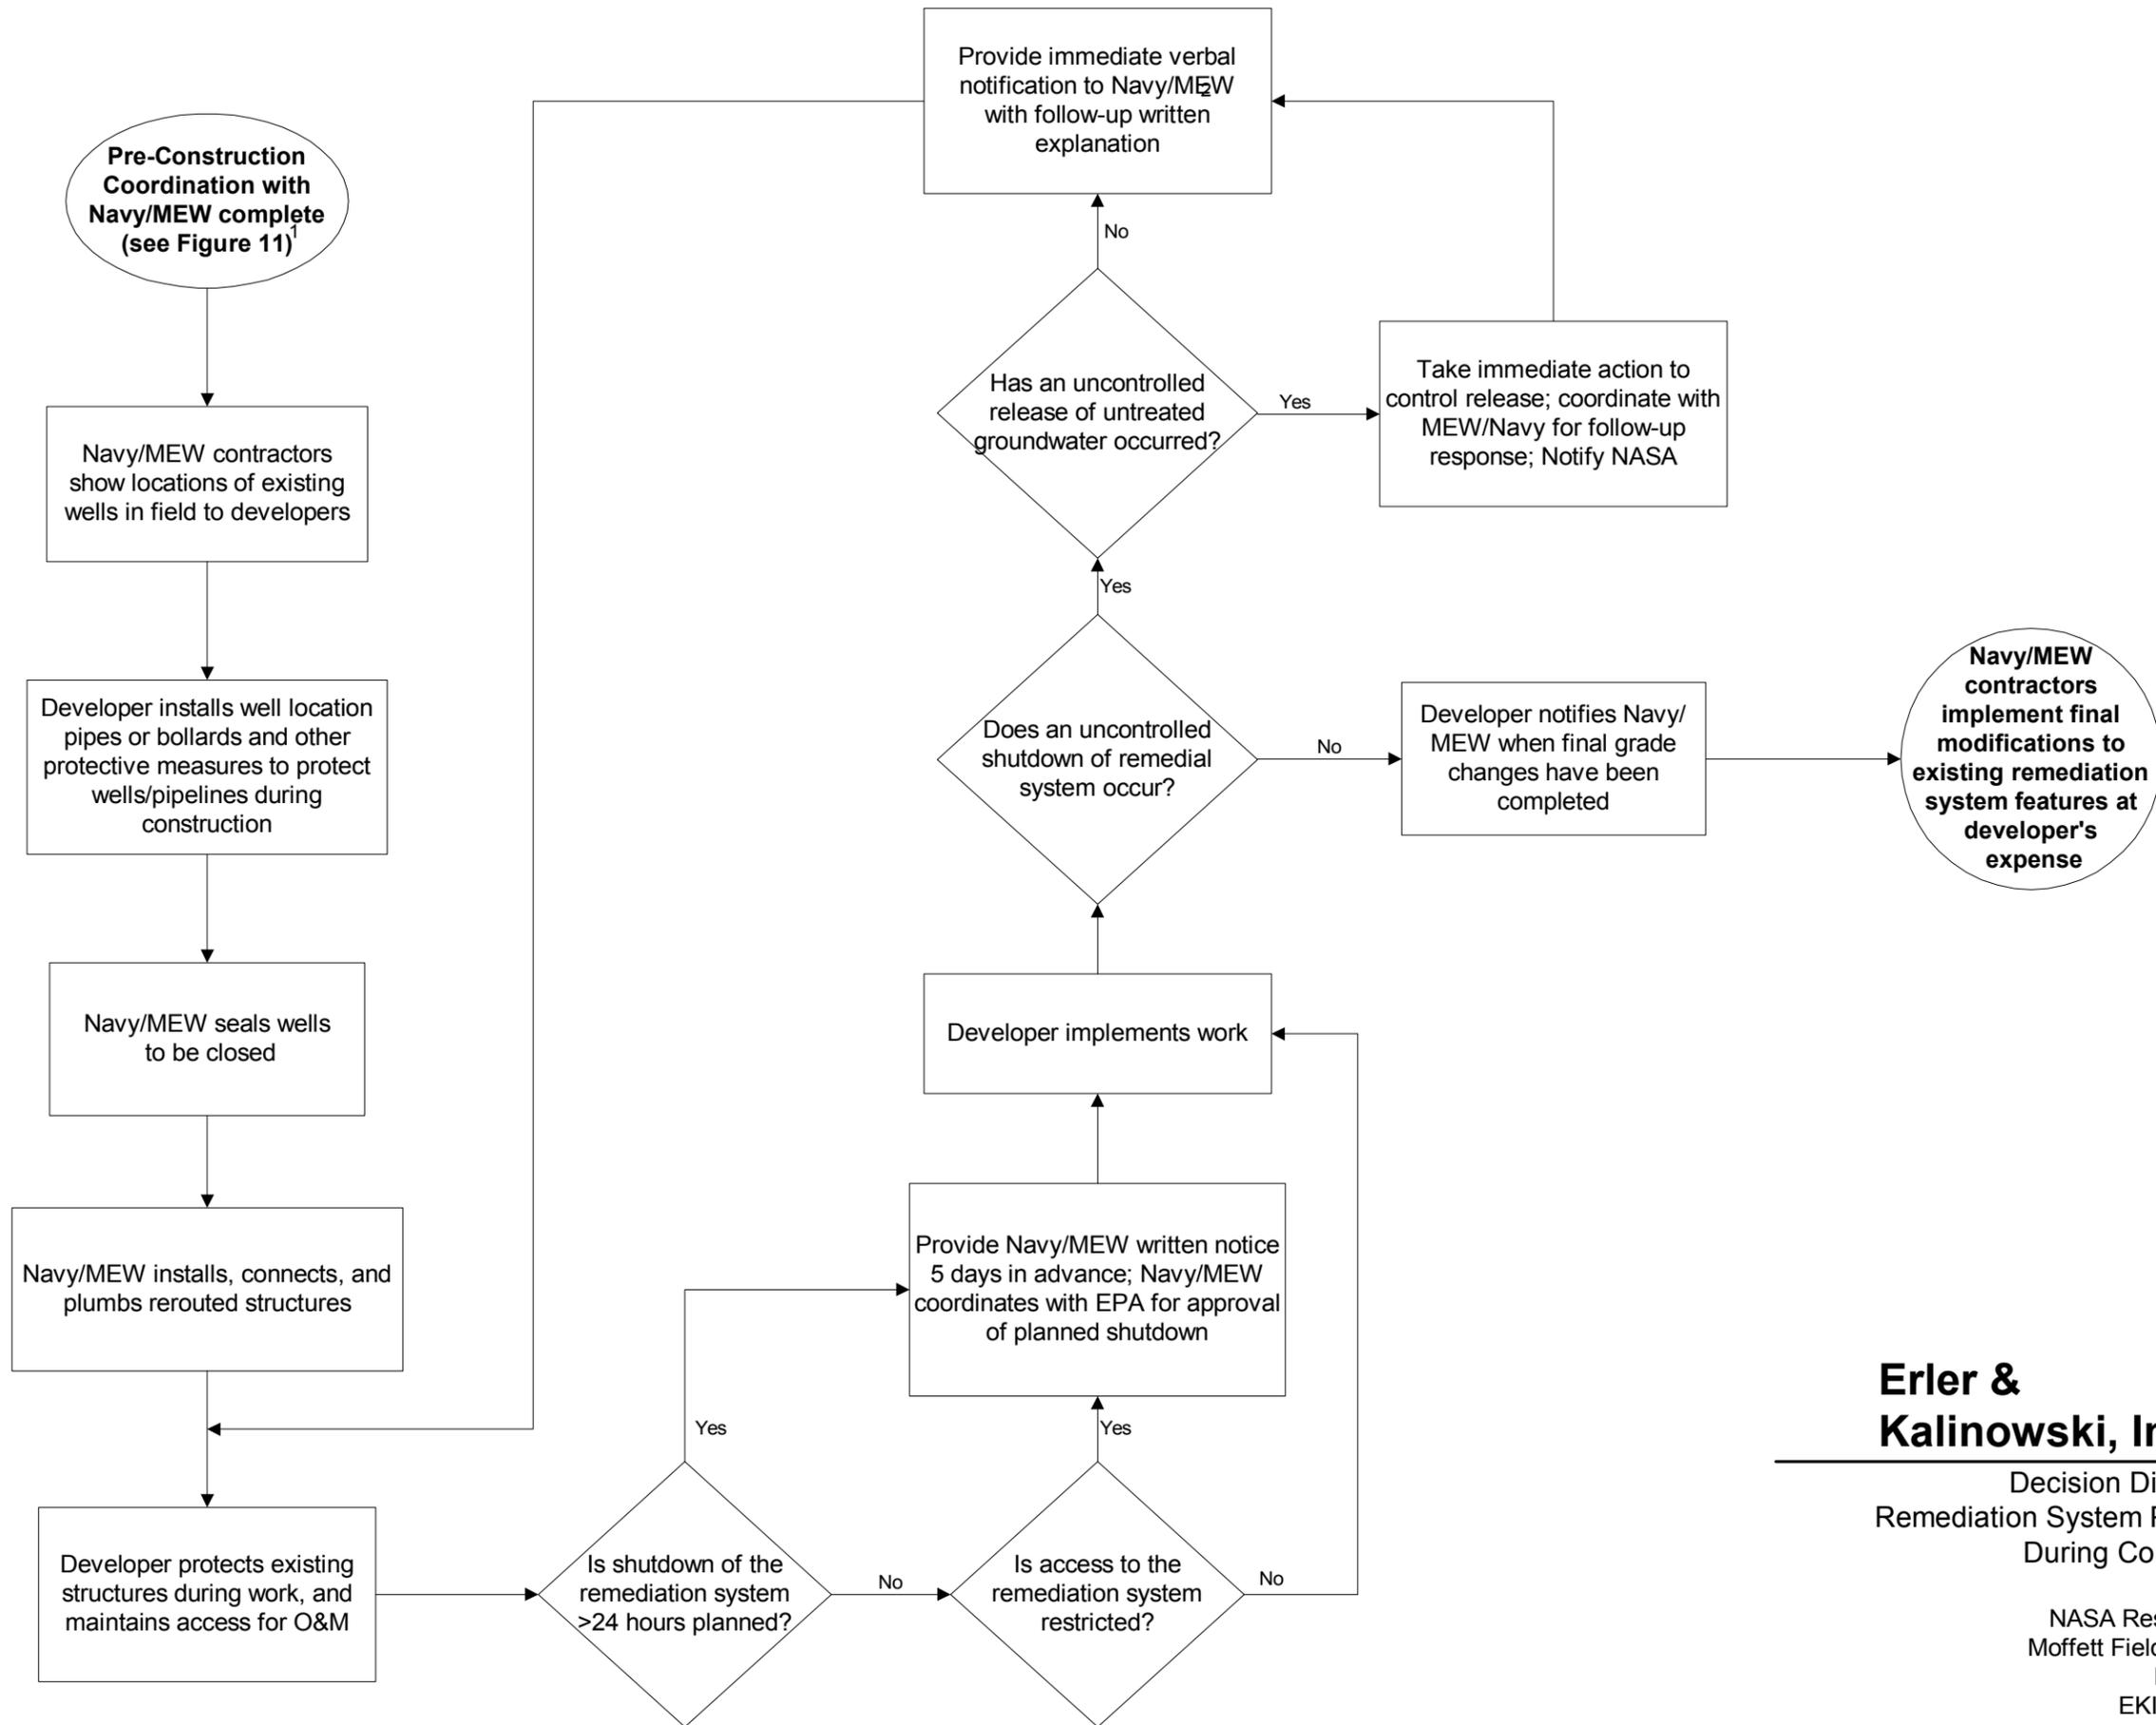 Pre-Construction
Coordination with
Navy/MEW complete
(see Figure 11)1
Navy/MEW contractors
show locations of existing
wells in field to developers
Developer installs well location
pipes or bollards and other
protective measures to protect
wells/pipelines during
construction
Navy/MEW seals wells
to be closed
Navy/MEW installs, connects, and
plumbs rerouted structures
Developer protects existing
structures during work, and
maintains access for O&M
Is shutdown of the
remediation system
>24 hours planned?
Yes
No
Is access to the
remediation system
restricted?
Yes
No
Provide Navy/MEW written notice
5 days in advance; Navy/MEW
coordinates with EPA for approval
of planned shutdown
Developer implements work
Does an uncontrolled
shutdown of remedial
system occur?
Yes
No
Has an uncontrolled
release of untreated
groundwater occurred?
No
Yes
Take immediate action to
control release; coordinate with
MEW/Navy for follow-up
response; Notify NASA
Provide immediate verbal
notification to Navy/MEW2
with follow-up written
explanation
Developer notifies Navy/
MEW when final grade
changes have been
completed
Navy/MEW
contractors
implement final
modifications to
existing remediation
system features at
developer's
expense
Erler &
Kalinowski,
Decision
Remediation System
During
NASA
Moffett